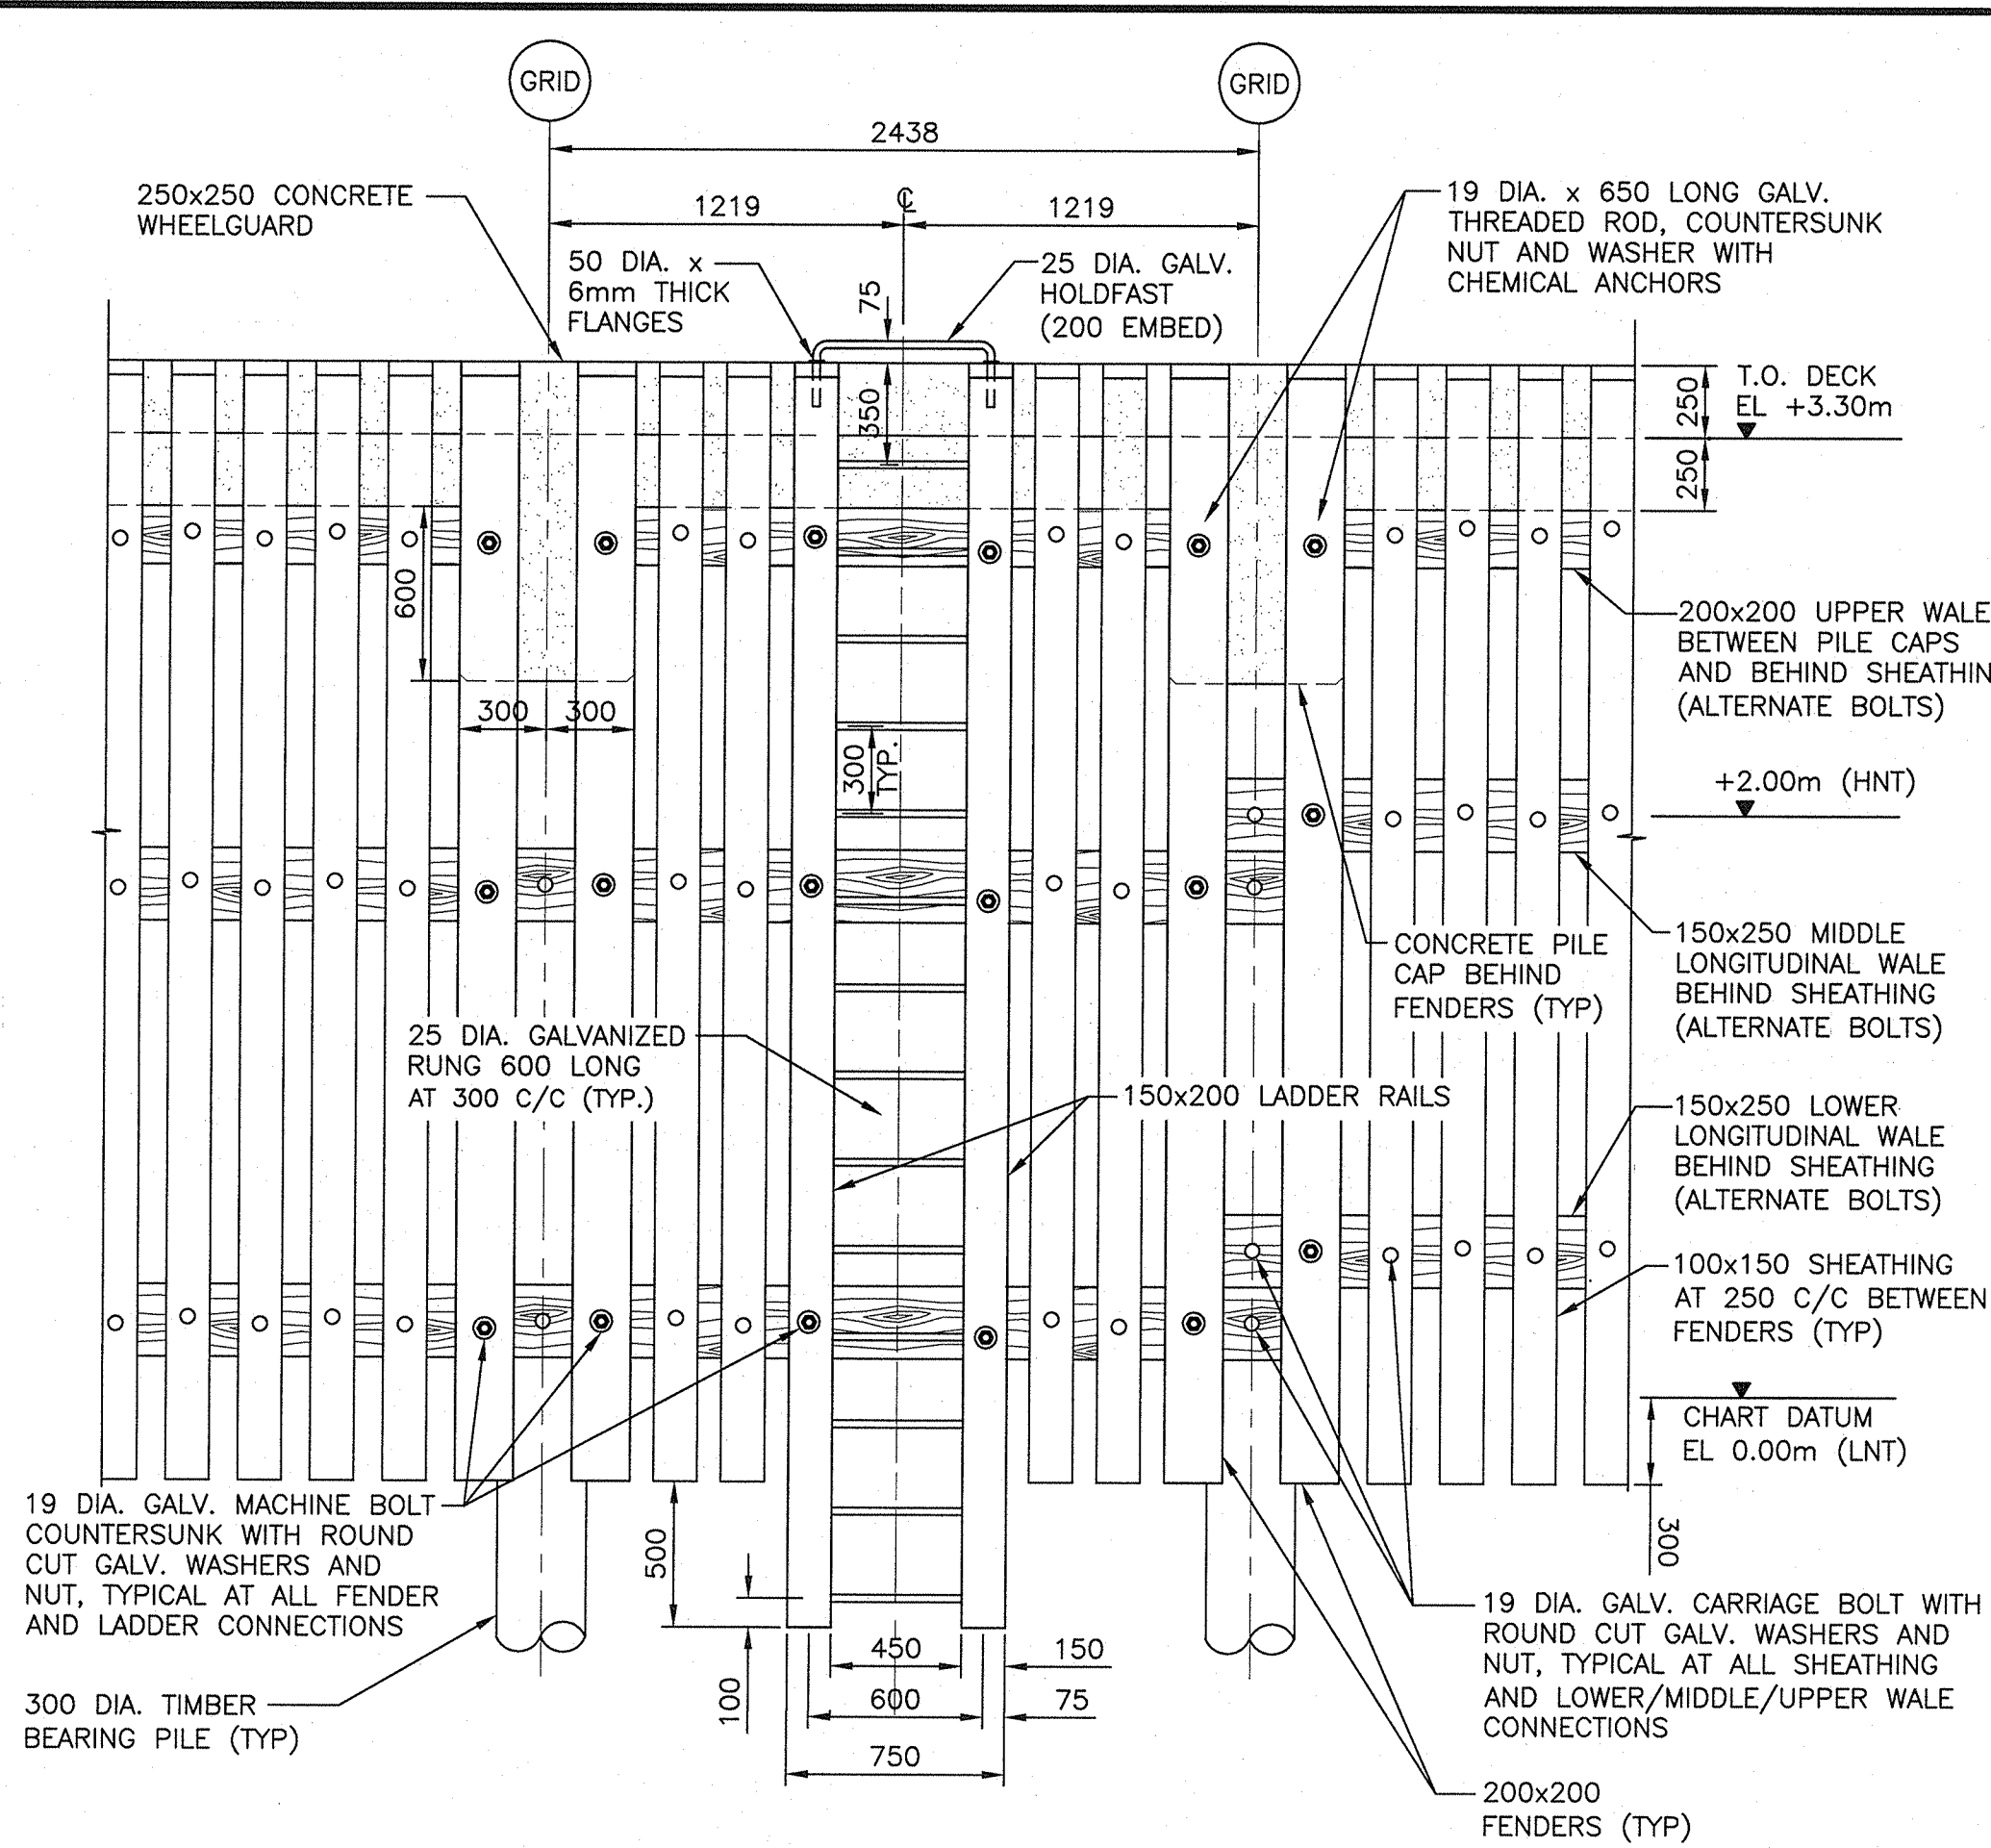 GRID
GRID
2438
1219
℄
1219
250x250 CONCRETE
WHEELGUARD
50 DIA. x
6mm THICK
FLANGES
75
25 DIA. GALV.
HOLDFAST
(200 EMBED)
19 DIA. x 650 LONG GALV.
THREADED ROD, COUNTERSUNK
NUT AND WASHER WITH
CHEMICAL ANCHORS
350
250
T.O. DECK
EL +3.30m
250
600
300
300
300
TYP.
200x200 UPPER WALE
BETWEEN PILE CAPS
AND BEHIND SHEATHIN
(ALTERNATE BOLTS)
+2.00m (HNT)
CONCRETE PILE
CAP BEHIND
FENDERS (TYP)
150x250 MIDDLE
LONGITUDINAL WALE
BEHIND SHEATHING
(ALTERNATE BOLTS)
25 DIA. GALVANIZED
RUNG 600 LONG
AT 300 C/C (TYP.)
150x200 LADDER RAILS
150x250 LOWER
LONGITUDINAL WALE
BEHIND SHEATHING
(ALTERNATE BOLTS)
100x150 SHEATHING
AT 250 C/C BETWEEN
FENDERS (TYP)
CHART DATUM
EL 0.00m (LNT)
300
19 DIA. GALV. MACHINE BOLT
COUNTERSUNK WITH ROUND
CUT GALV. WASHERS AND
NUT, TYPICAL AT ALL FENDER
AND LADDER CONNECTIONS
500
100
300 DIA. TIMBER
BEARING PILE (TYP)
450
150
600
75
750
19 DIA. GALV. CARRIAGE BOLT WITH
ROUND CUT GALV. WASHERS AND
NUT, TYPICAL AT ALL SHEATHING
AND LOWER/MIDDLE/UPPER WALE
CONNECTIONS
200x200
FENDERS (TYP)